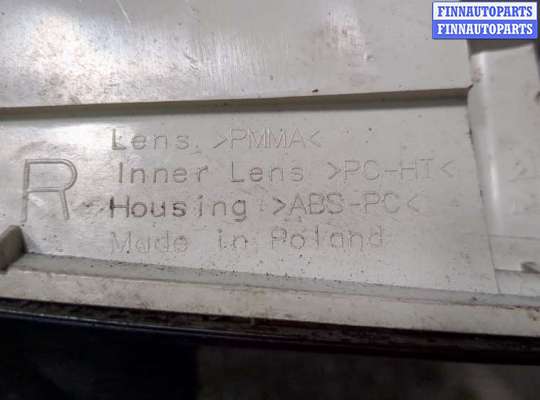 FINNAUTOPARTS
FINNAUTOPARTS
Lens >PMMA<
R
Inner Lens >PC-HT<
Housing >ABS-PC<
Made in Poland